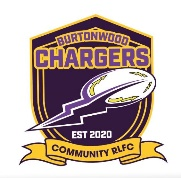 BURTONWOOD
CHARGERS
EST 2020
COMMUNITY RLFC